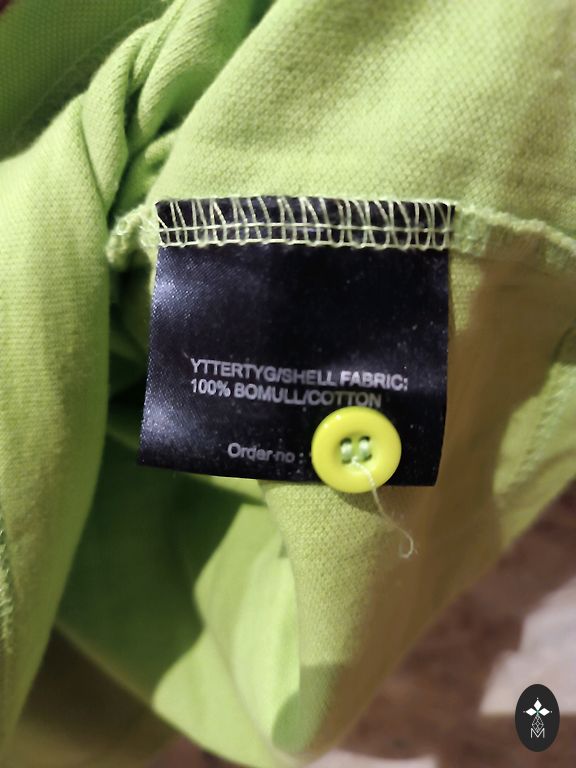 YTTERTYG/SHELL FABRIC:
100% BOMULL/COTTON
Order no :
M